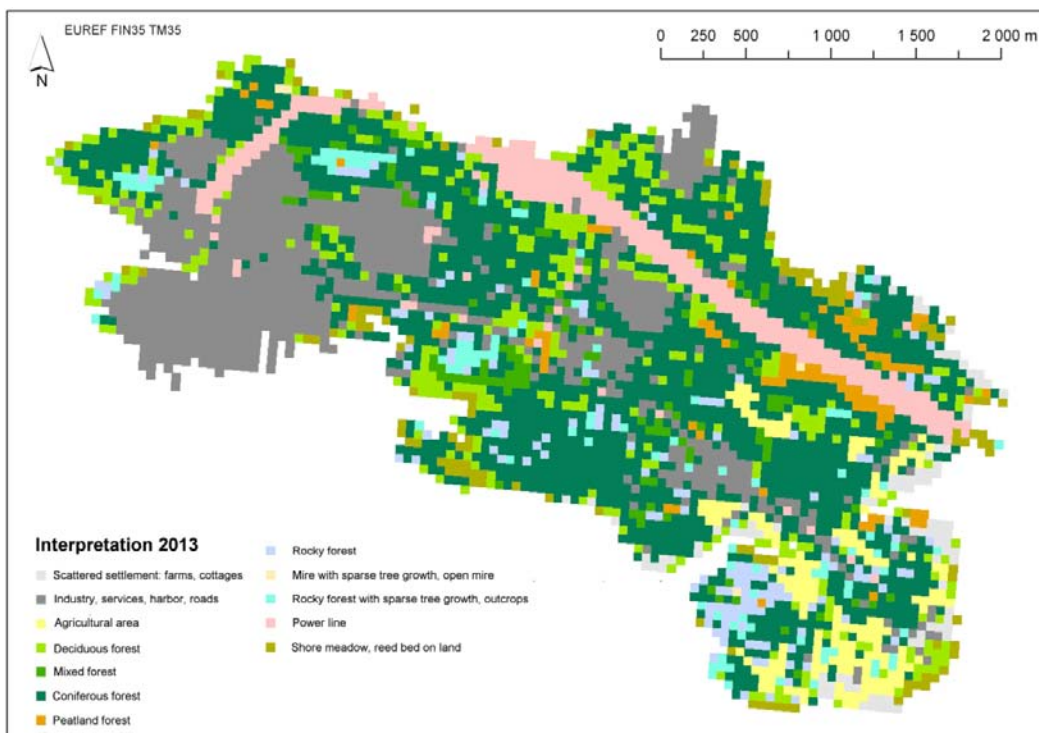 EUREF FIN35 TM35
0 250 500 1 000 1 500 2 000 m
N
Interpretation 2013
Scattered settlement: farms, cottages
Industry, services, harbor, roads
Agricultural area
Deciduous forest
Mixed forest
Coniferous forest
Peatland forest
Rocky forest
Mire with sparse tree growth, open mire
Rocky forest with sparse tree growth, outcrops
Power line
Shore meadow, reed bed on land